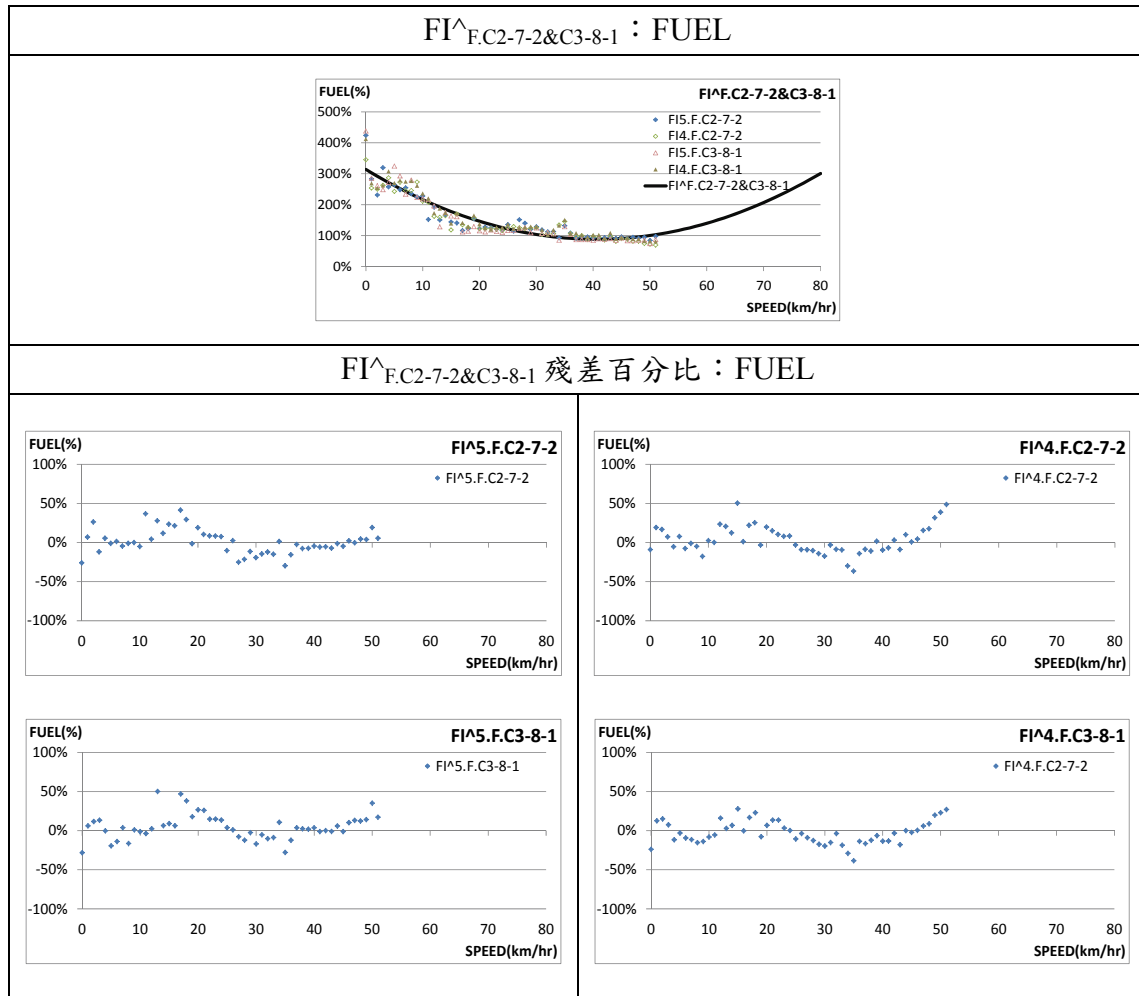 FI^F.C2-7-2&C3-8-1：FUEL
FUEL(%)
FI^F.C2-7-2&C3-8-1
500%
400%
300%
200%
100%
0%
FI5.F.C2-7-2
FI4.F.C2-7-2
FI5.F.C3-8-1
FI4.F.C3-8-1
FI^F.C2-7-2&C3-8-1
0 10 20 30 40 50 60 70 80
SPEED(km/hr)
FI^F.C2-7-2&C3-8-1 殘差百分比：FUEL
FUEL(%)
FI^5.F.C2-7-2
100%
50%
0%
-50%
-100%
FI^5.F.C2-7-2
0 10 20 30 40 50 60 70 80
SPEED(km/hr)
FUEL(%)
FI^4.F.C2-7-2
100%
50%
0%
-50%
-100%
FI^4.F.C2-7-2
0 10 20 30 40 50 60 70 80
SPEED(km/hr)
FUEL(%)
FI^5.F.C3-8-1
100%
50%
0%
-50%
-100%
FI^5.F.C3-8-1
0 10 20 30 40 50 60 70 80
SPEED(km/hr)
FUEL(%)
FI^4.F.C3-8-1
100%
50%
0%
-50%
-100%
FI^4.F.C2-7-2
0 10 20 30 40 50 60 70 80
SPEED(km/hr)